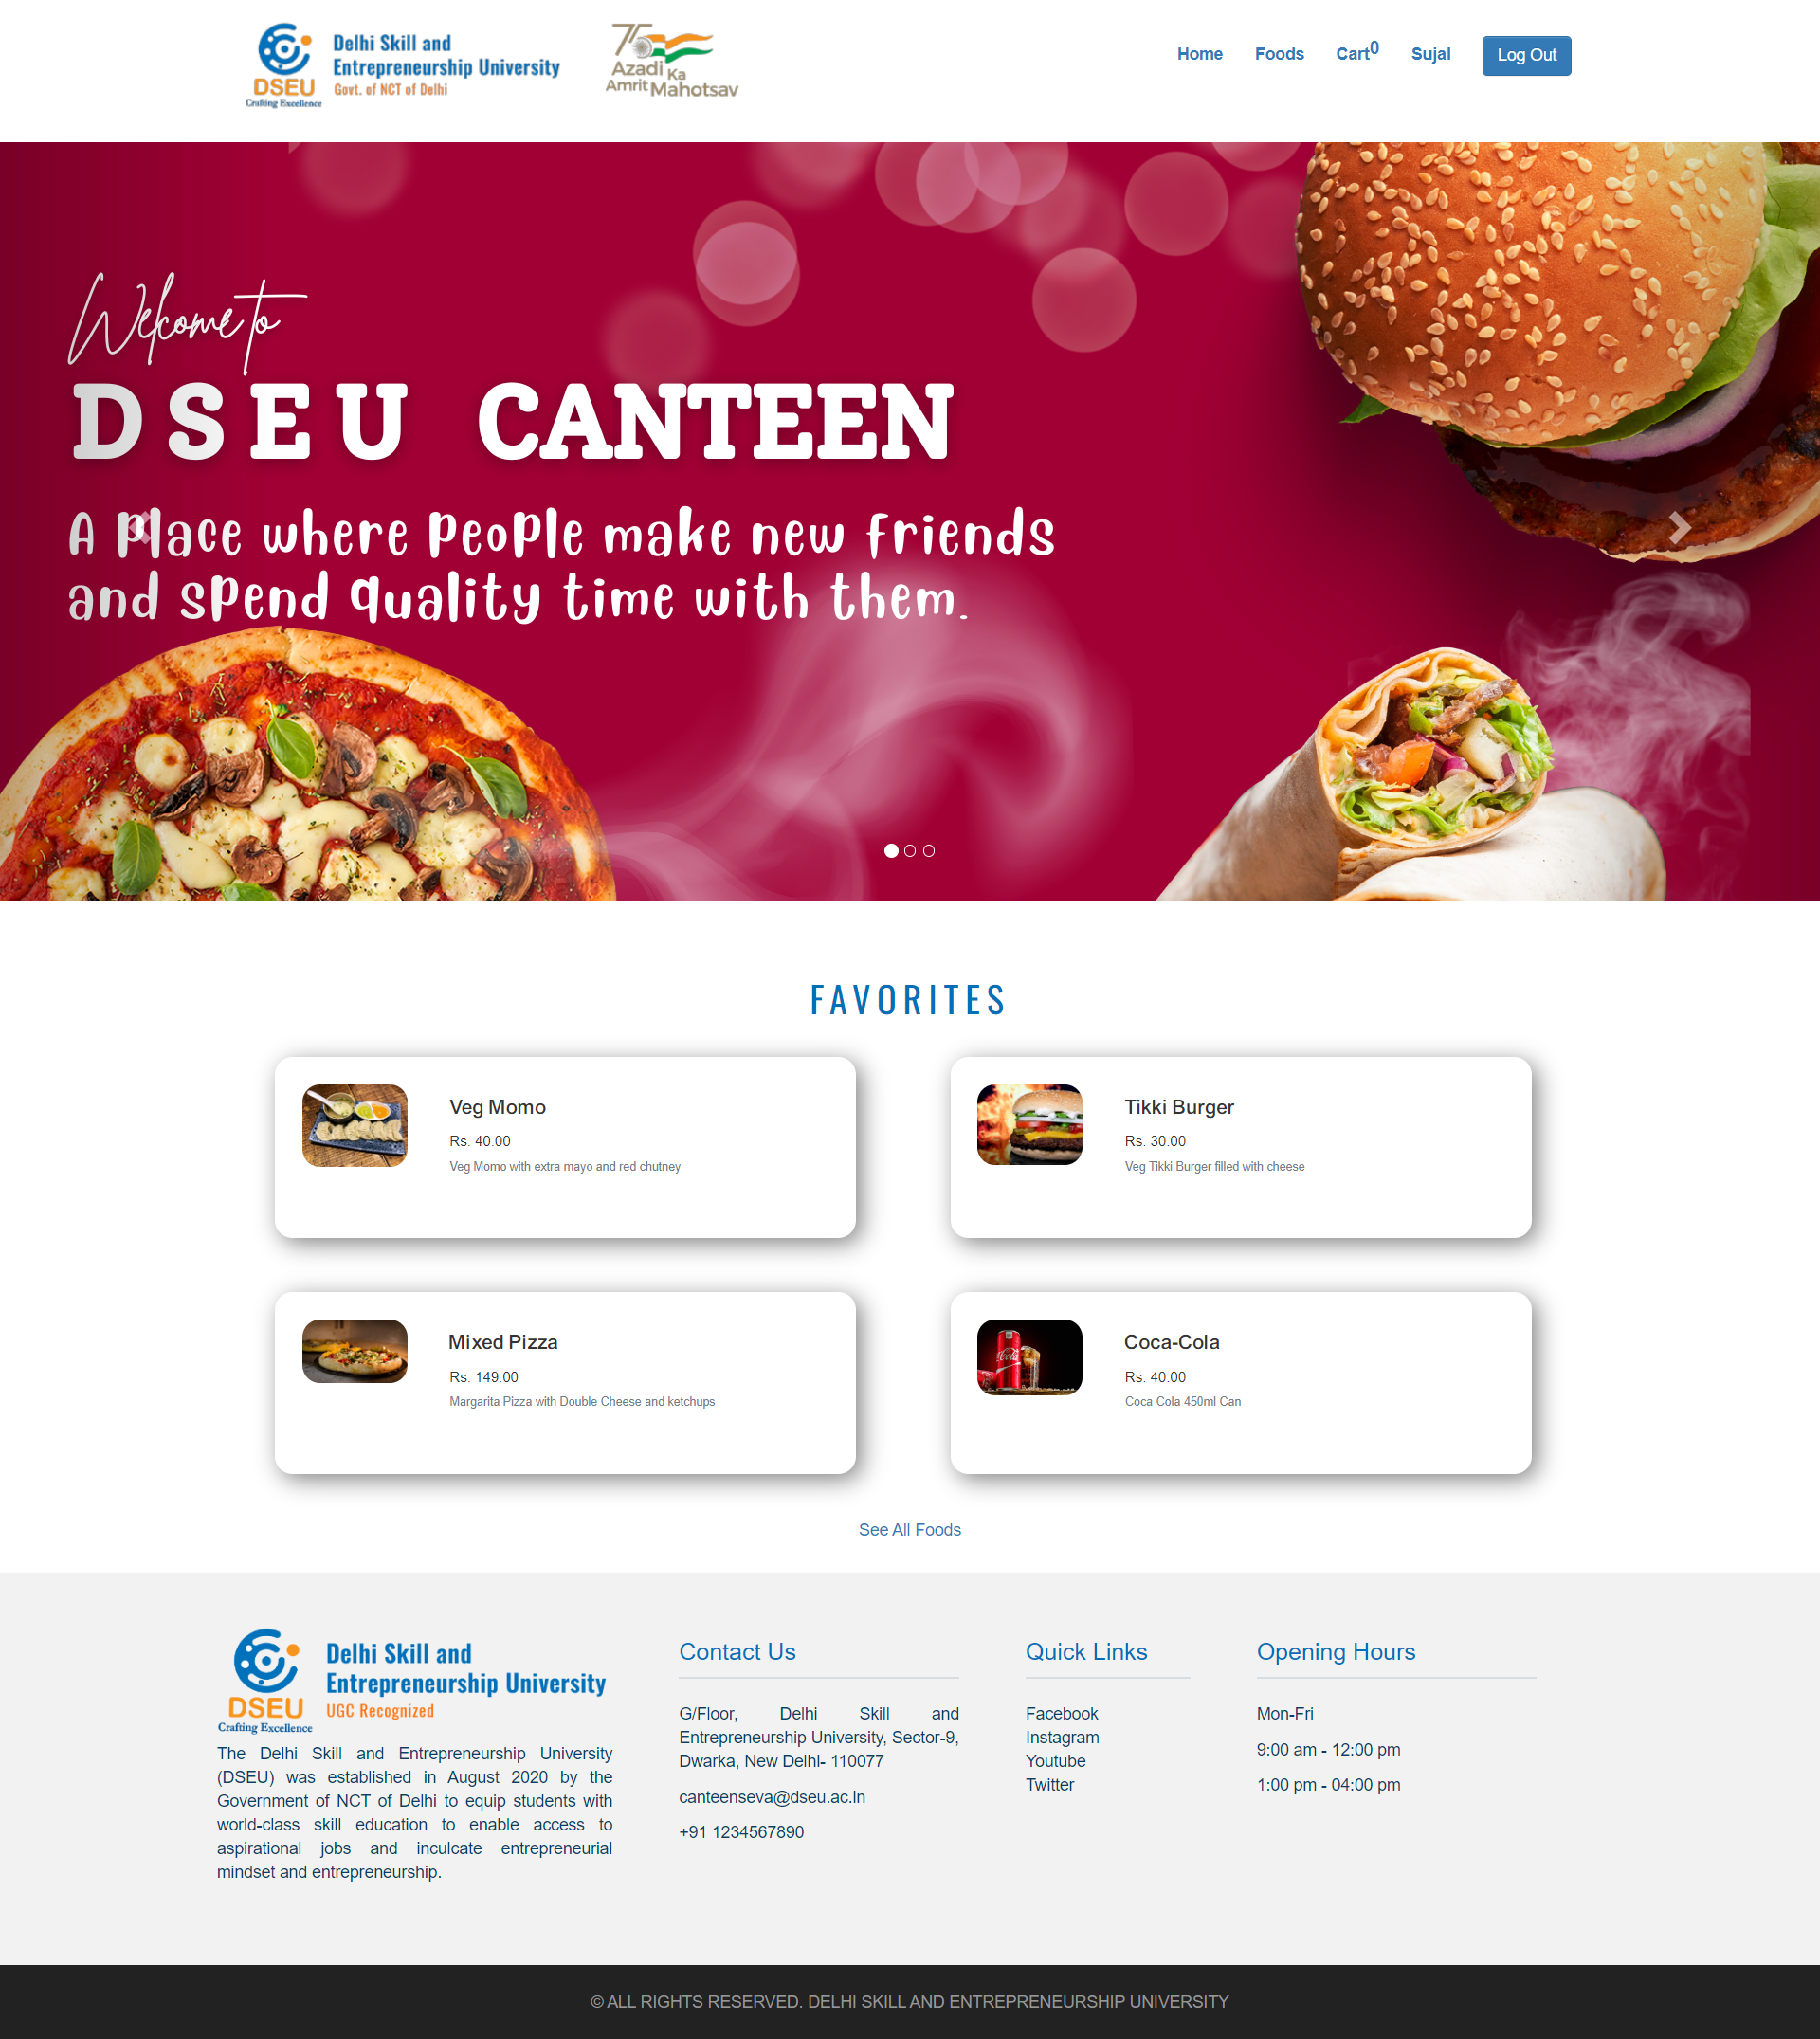 DSEU
Crafting Excellence
Delhi Skill and
Entrepreneurship University
Govt. of NCT of Delhi
75
Azadi Ka
Amrit Mahotsav
Home Foods Cart0 Sujal Log Out
Welcome to
DSEU CANTEEN
A Place where people make new friends
and spend quality time with them.
FAVORITES
Veg Momo
Rs. 40.00
Veg Momo with extra mayo and red chutney
Tikki Burger
Rs. 30.00
Veg Tikki Burger filled with cheese
Mixed Pizza
Rs. 149.00
Margarita Pizza with Double Cheese and ketchups
Coca-Cola
Rs. 40.00
Coca Cola 450ml Can
See All Foods
DSEU
Crafting Excellence
Delhi Skill and
Entrepreneurship University
UGC Recognized
The Delhi Skill and Entrepreneurship University
(DSEU) was established in August 2020 by the
Government of NCT of Delhi to equip students with
world-class skill education to enable access to
aspirational jobs and inculcate entrepreneurial
mindset and entrepreneurship.
Contact Us
G/Floor, Delhi Skill and
Entrepreneurship University, Sector-9,
Dwarka, New Delhi- 110077
canteenseva@dseu.ac.in
+91 1234567890
Quick Links
Facebook
Instagram
Youtube
Twitter
Opening Hours
Mon-Fri
9:00 am - 12:00 pm
1:00 pm - 04:00 pm
© ALL RIGHTS RESERVED. DELHI SKILL AND ENTREPRENEURSHIP UNIVERSITY